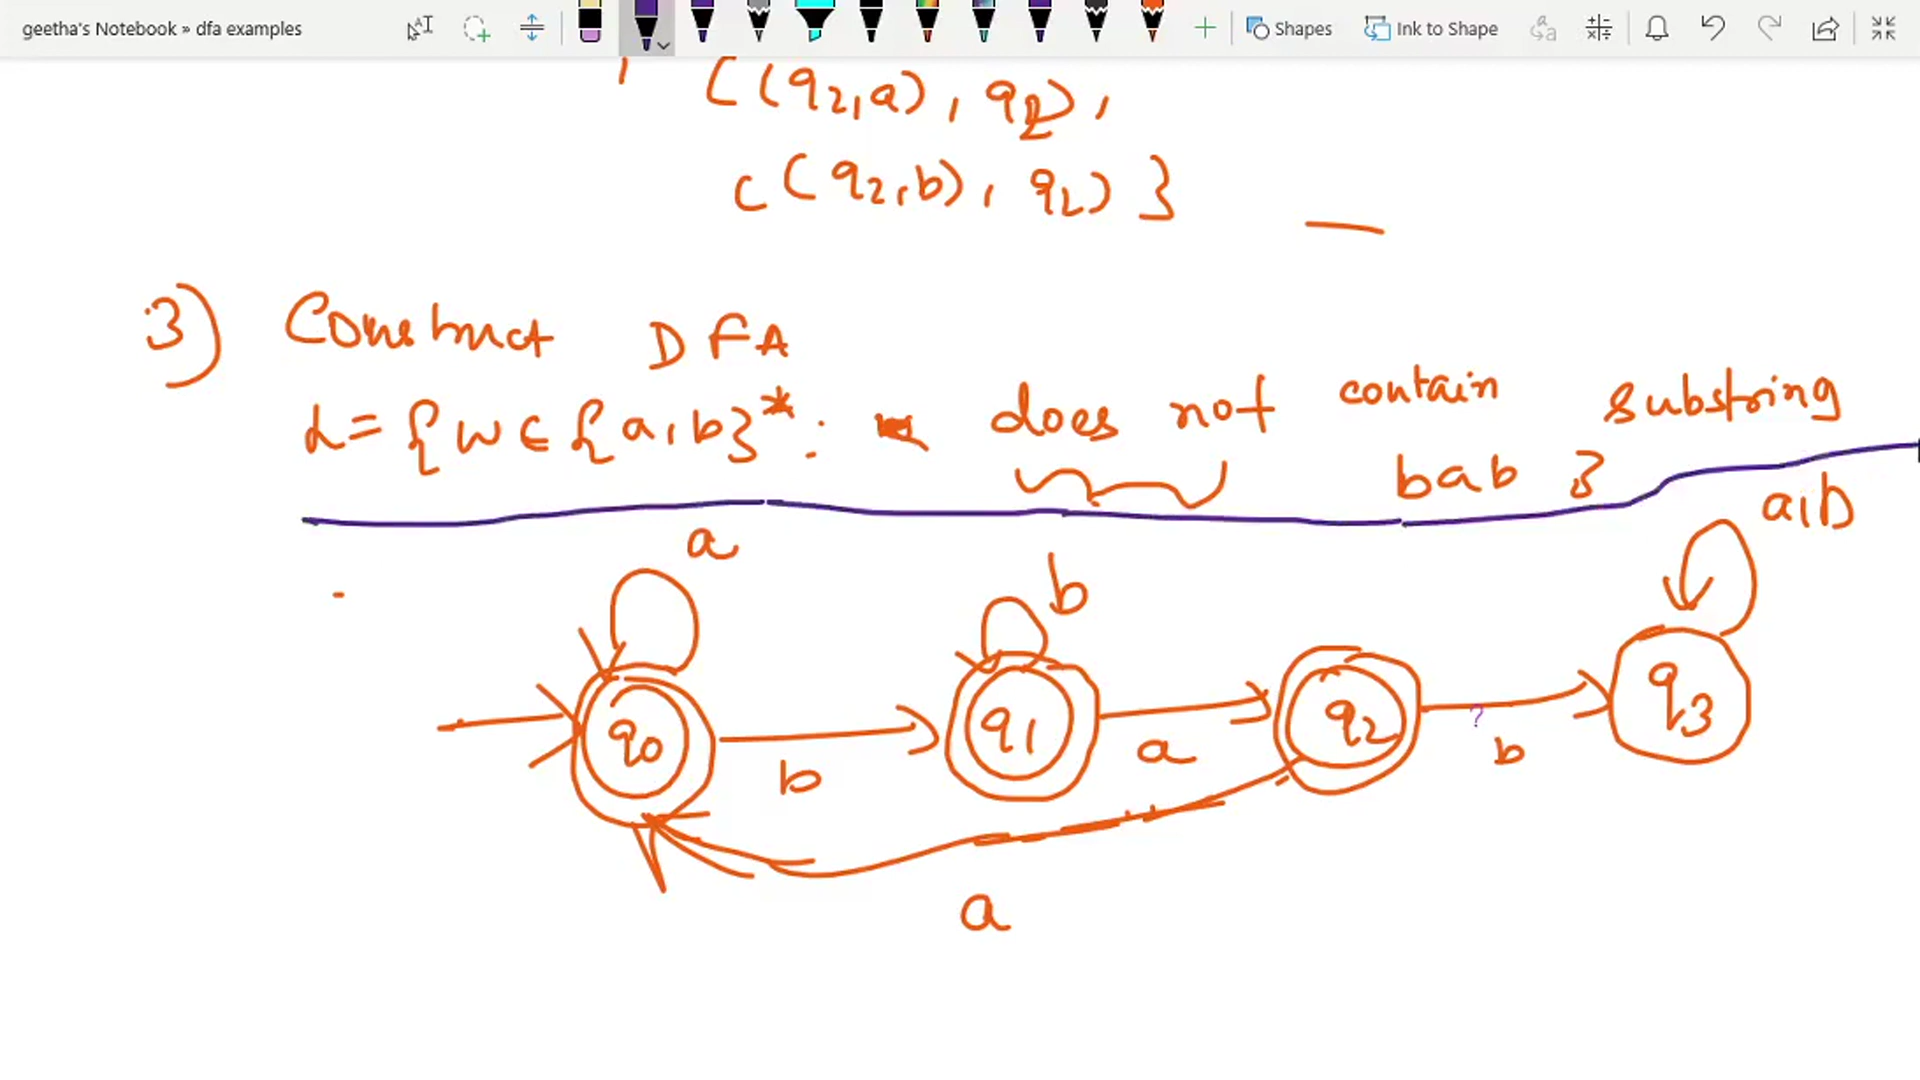 geetha's Notebook » dfa examples
Shapes
Ink to Shape
((q2,a), q2),
((q2,b), q2) }
3) Construct DFA
L = {w ∈ {a,b}* : does not contain substring
bab }
a
b
a,b
q0
q1
q2
q3
b
a
b
a